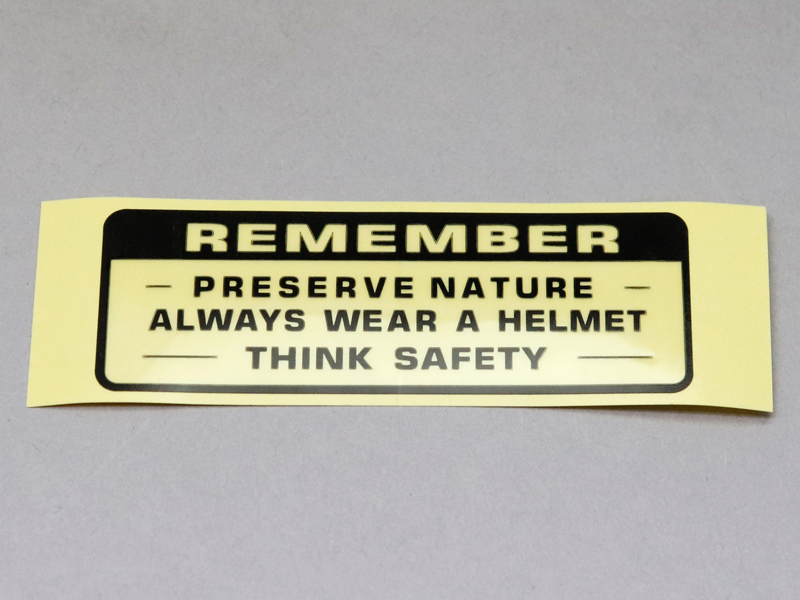 REMEMBER
— PRESERVE NATURE —
ALWAYS WEAR A HELMET
— THINK SAFETY —